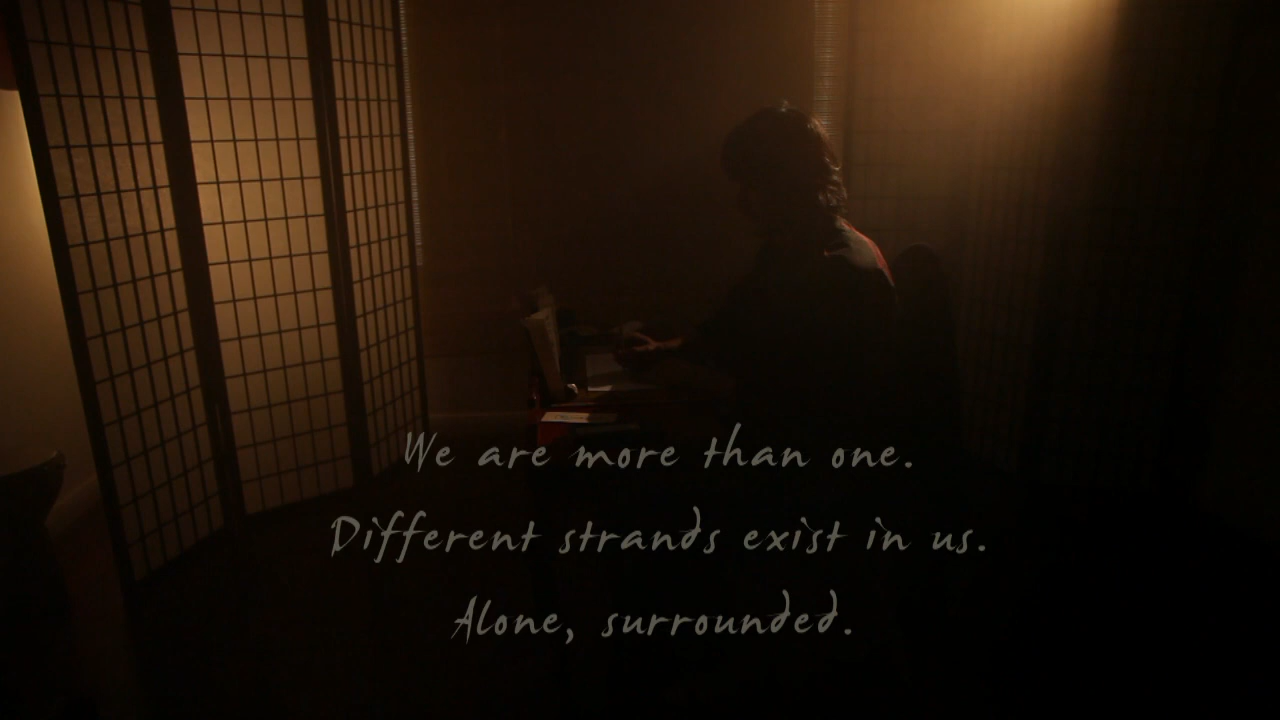 We are more than one.
Different strands exist in us.
Alone, surrounded.